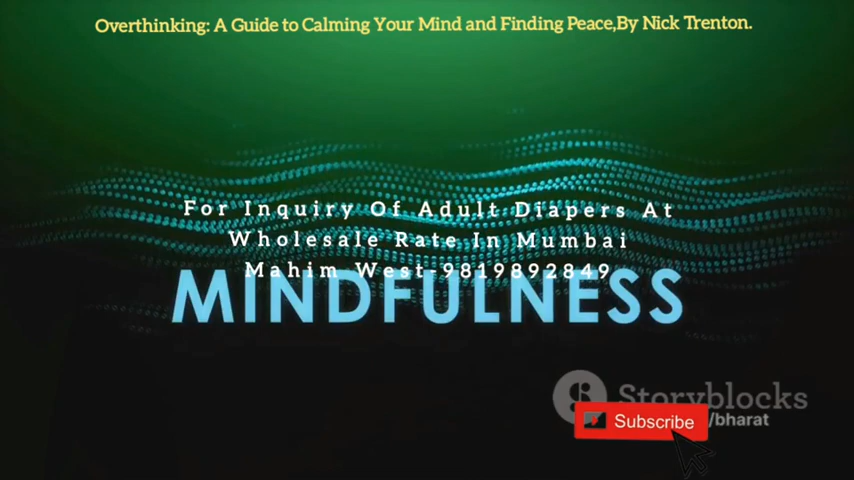 Overthinking: A Guide to Calming Your Mind and Finding Peace,By Nick Trenton.
For Inquiry Of Adult Diapers At
Wholesale Rate In Mumbai
Mahim West-9819892849
MINDFULNESS
Storyblocks
/bharat
Subscribe